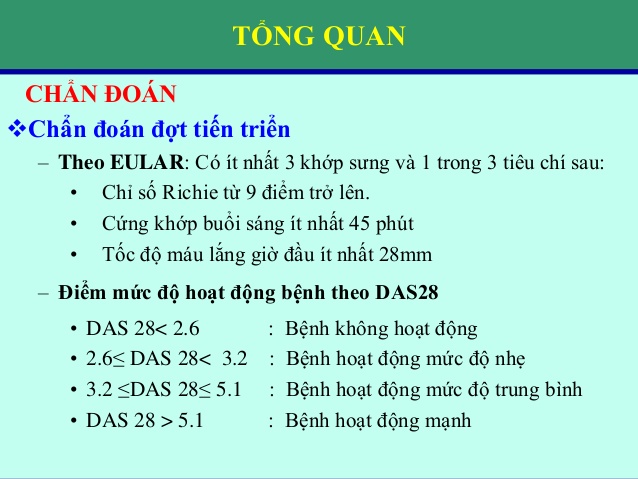 TỔNG QUAN
CHẨN ĐOÁN
❖Chẩn đoán đợt tiến triển
– Theo EULAR: Có ít nhất 3 khớp sưng và 1 trong 3 tiêu chí sau:
• Chỉ số Richie từ 9 điểm trở lên.
• Cứng khớp buổi sáng ít nhất 45 phút
• Tốc độ máu lắng giờ đầu ít nhất 28mm
– Điểm mức độ hoạt động bệnh theo DAS28
• DAS 28< 2.6 : Bệnh không hoạt động
• 2.6≤ DAS 28< 3.2 : Bệnh hoạt động mức độ nhẹ
• 3.2 ≤DAS 28≤ 5.1 : Bệnh hoạt động mức độ trung bình
• DAS 28 > 5.1 : Bệnh hoạt động mạnh